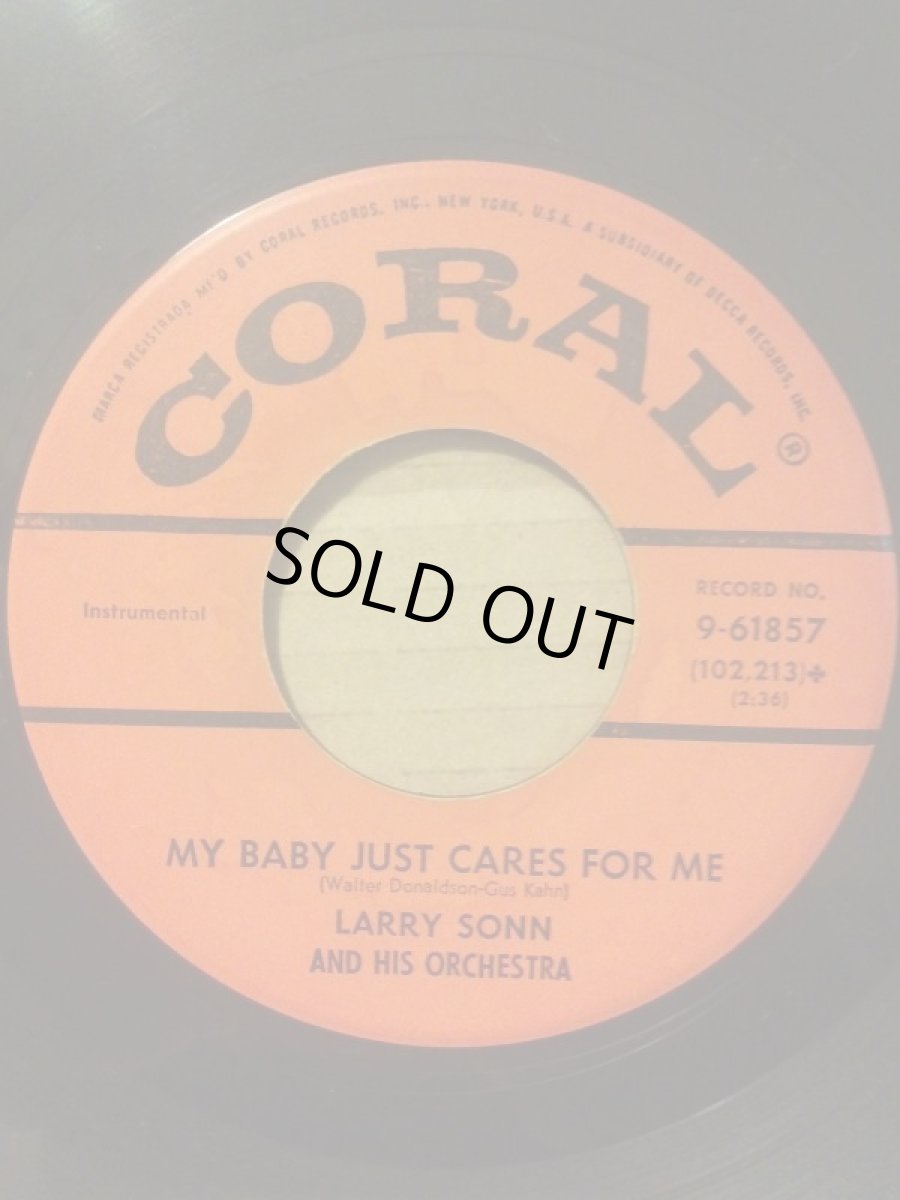 MARCA REGISTRADA MF'D BY CORAL RECORDS, INC., NEW YORK, U.S.A. A SUBSIDIARY OF DECCA RECORDS, INC.
CORAL®
SOLD OUT
Instrumental
RECORD NO.
9-61857
(102,213)+
(2:36)
MY BABY JUST CARES FOR ME
(Walter Donaldson-Gus Kahn)
LARRY SONN
AND HIS ORCHESTRA